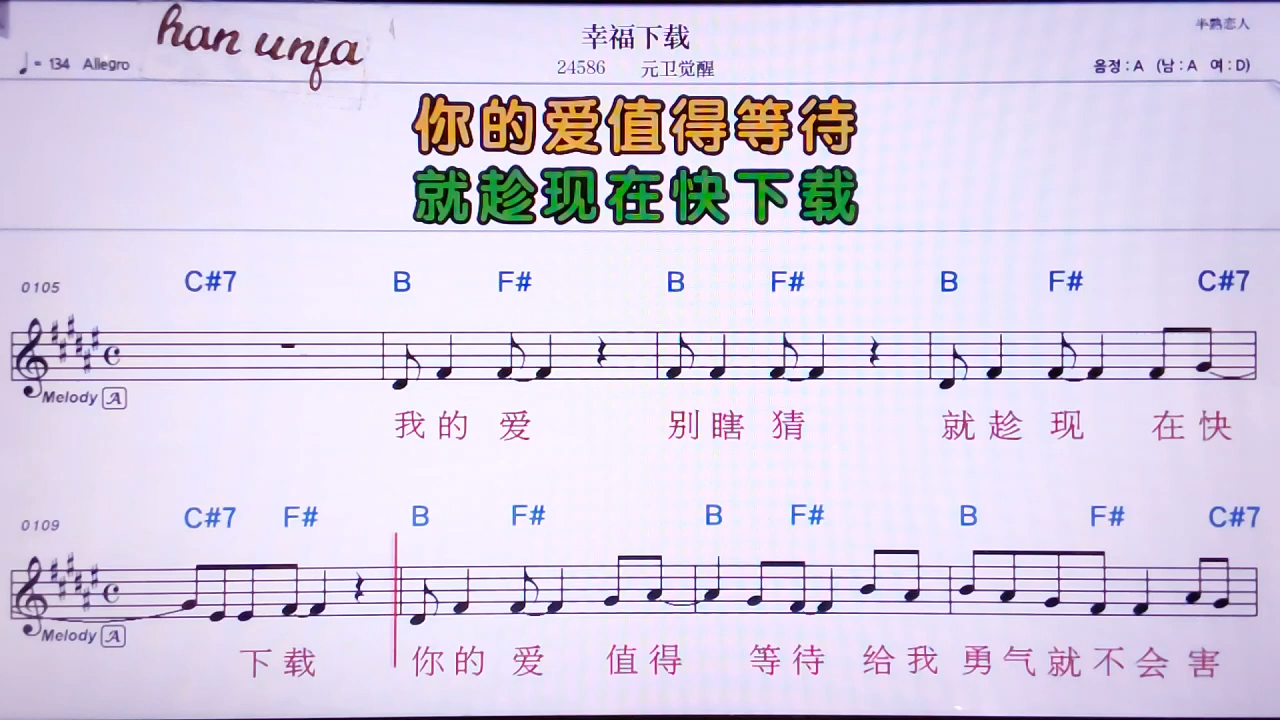 han unfa
幸福下载
半熟恋人
♩= 134 Allegro
24586 元卫觉醒
음정 : A (남 : A 여 : D)
你的爱值得等待
就趁现在快下载
0105 C#7 B F# B F# B F# C#7
Melody A
我的爱 别瞎猜 就趁现在快
0109 C#7 F# B F# B F# B F# C#7
Melody A
下载 你的爱 值得 等待 给我 勇气就不会害